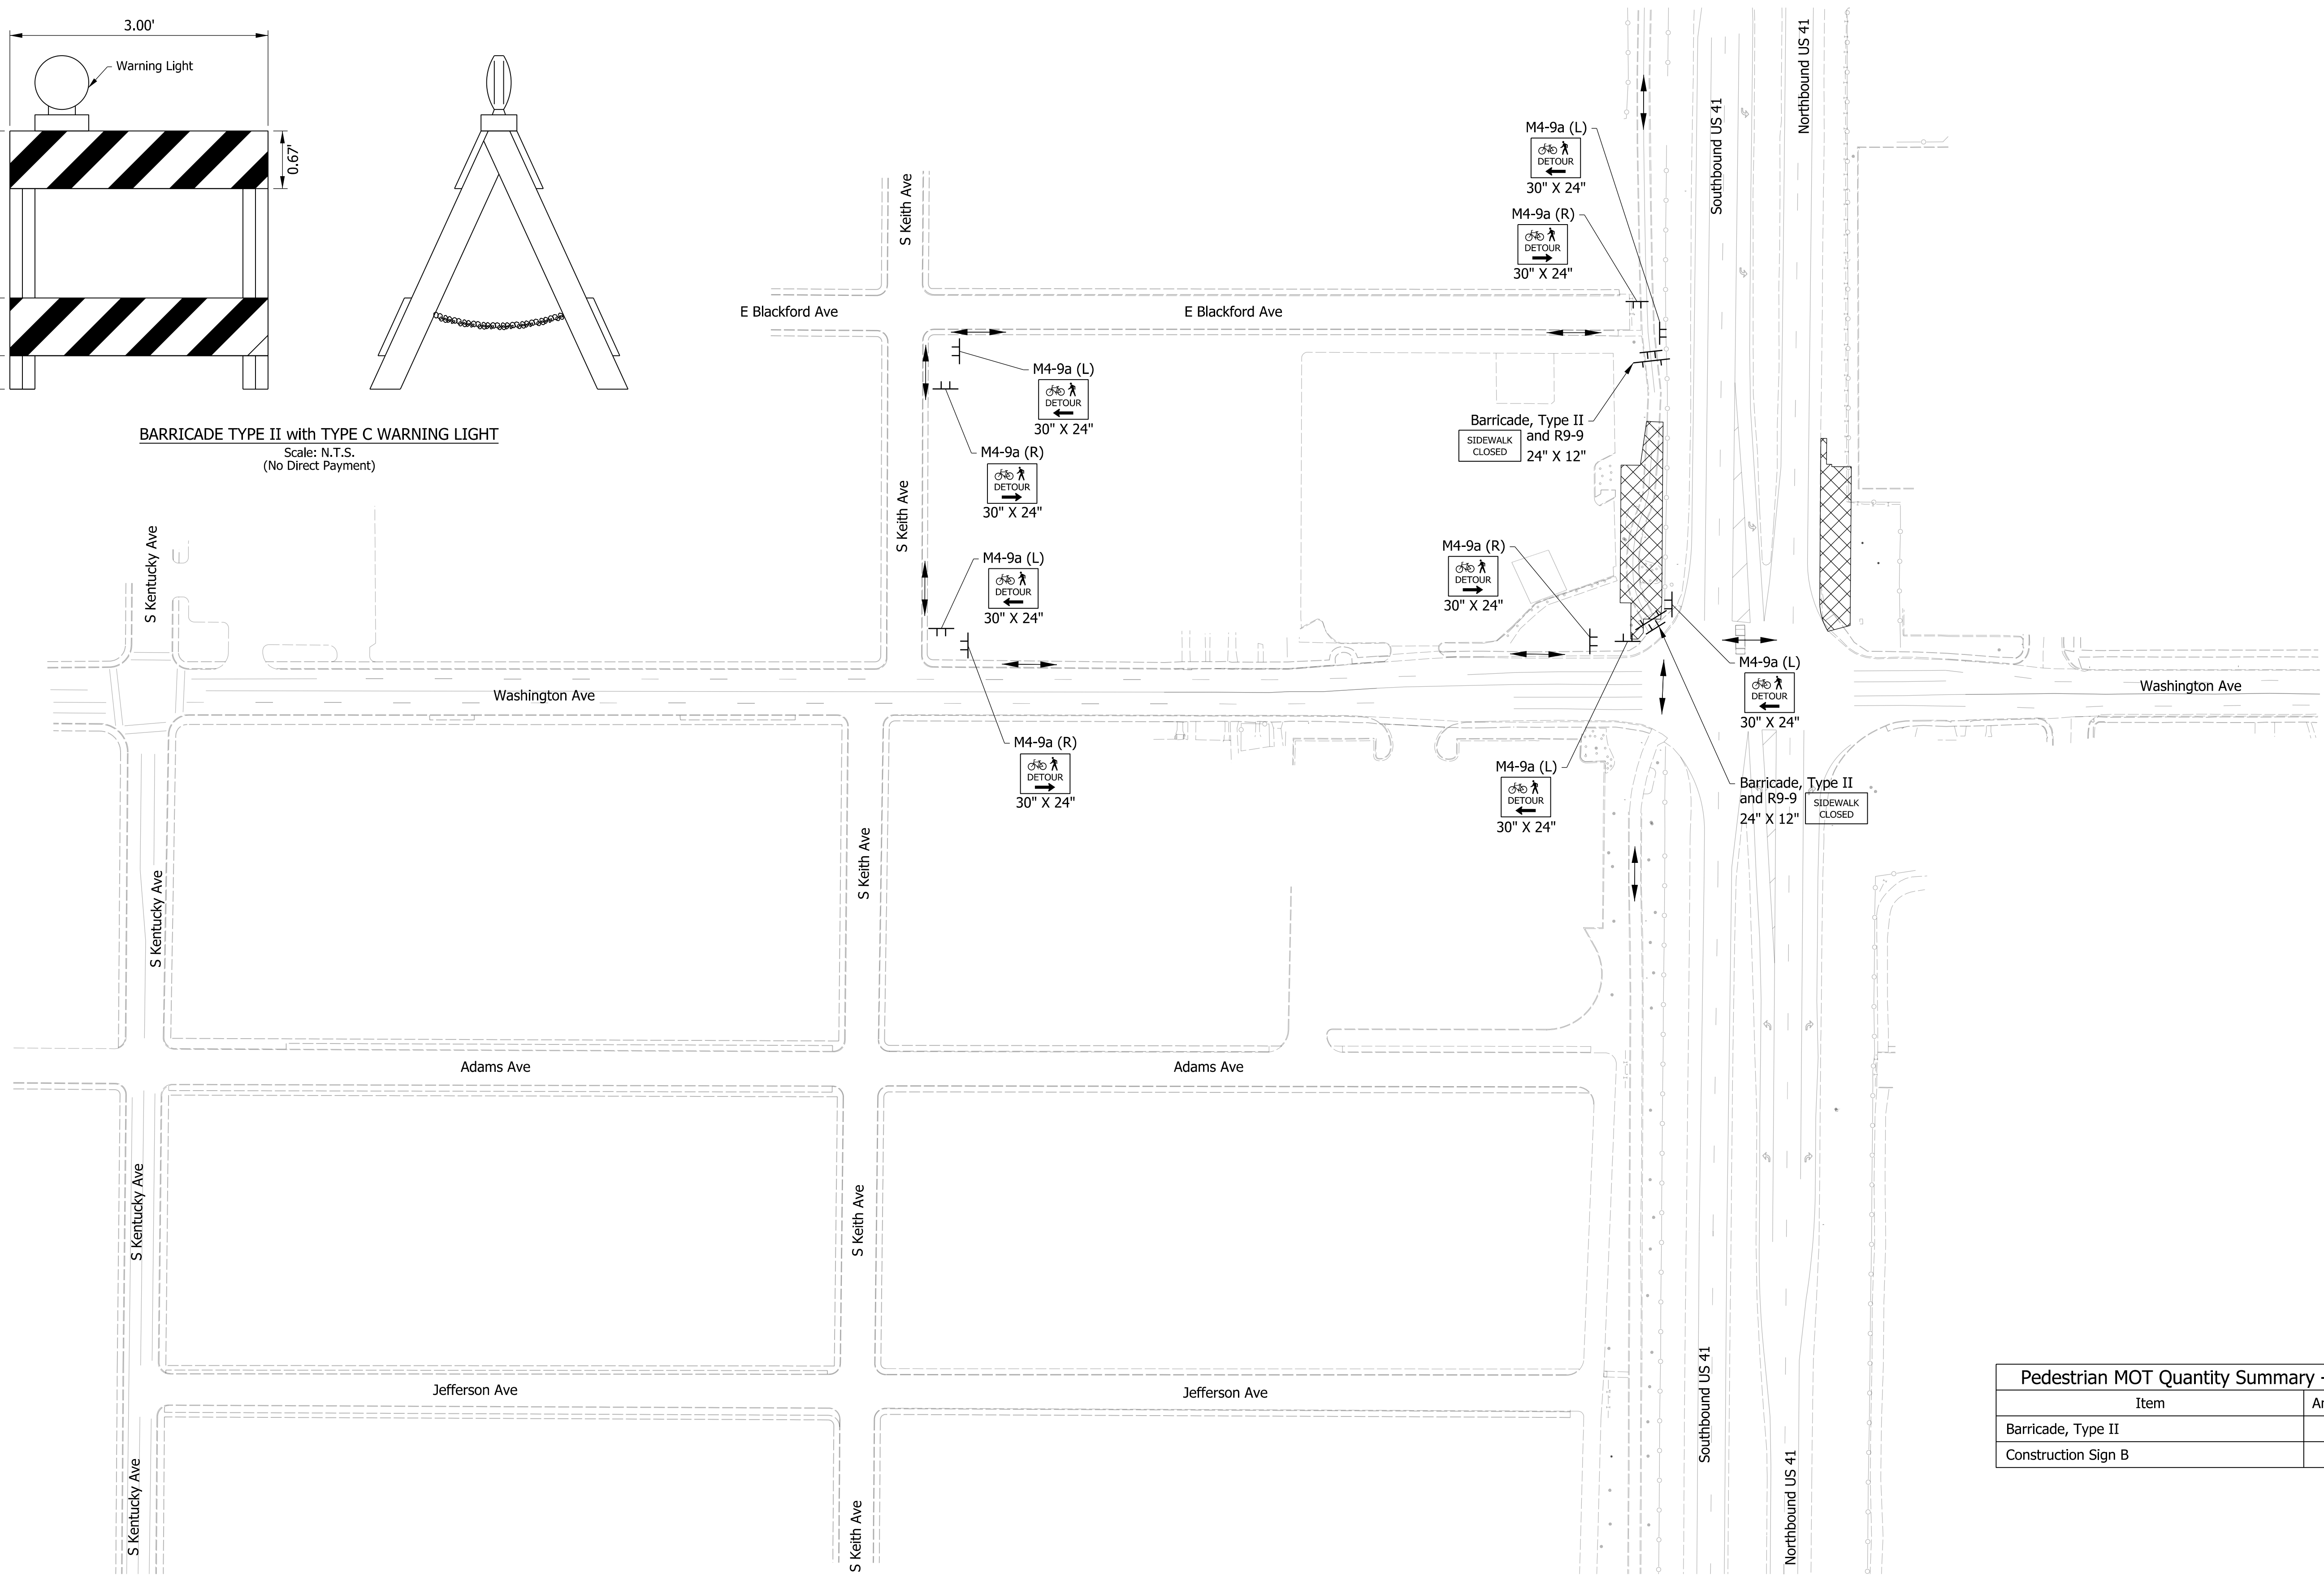 3.00'
Warning Light
0.67'
BARRICADE TYPE II with TYPE C WARNING LIGHT
Scale: N.T.S.
(No Direct Payment)
Southbound US 41
Northbound US 41
M4-9a (L)
DETOUR
30" X 24"
M4-9a (R)
DETOUR
30" X 24"
S Keith Ave
E Blackford Ave
E Blackford Ave
M4-9a (L)
DETOUR
30" X 24"
M4-9a (R)
DETOUR
30" X 24"
Barricade, Type II
and R9-9
SIDEWALK
CLOSED
24" X 12"
S Keith Ave
S Kentucky Ave
M4-9a (L)
DETOUR
30" X 24"
M4-9a (R)
DETOUR
30" X 24"
Washington Ave
M4-9a (L)
DETOUR
30" X 24"
Washington Ave
M4-9a (R)
DETOUR
30" X 24"
M4-9a (L)
DETOUR
30" X 24"
Barricade, Type II
and R9-9
24" X 12"
SIDEWALK
CLOSED
S Keith Ave
S Kentucky Ave
Adams Ave
Adams Ave
S Kentucky Ave
S Keith Ave
Jefferson Ave
Jefferson Ave
Southbound US 41
Northbound US 41
S Kentucky Ave
S Keith Ave
Pedestrian MOT Quantity Summary -
Item
Barricade, Type II
Construction Sign B